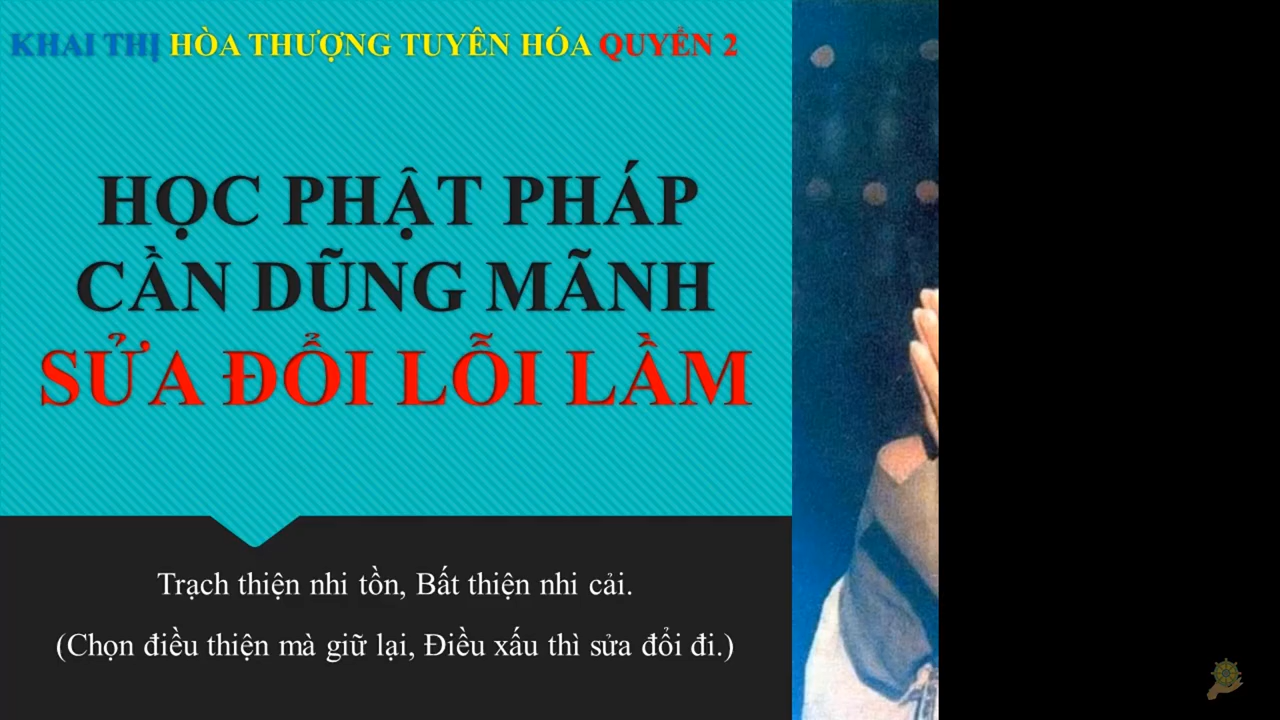 KHAI THỊ HÒA THƯỢNG TUYÊN HÓA QUYỂN 2
HỌC PHẬT PHÁP
CẦN DŨNG MÃNH
SỬA ĐỔI LỖI LẦM
Trạch thiện nhi tồn, Bất thiện nhi cải.
(Chọn điều thiện mà giữ lại, Điều xấu thì sửa đổi đi.)